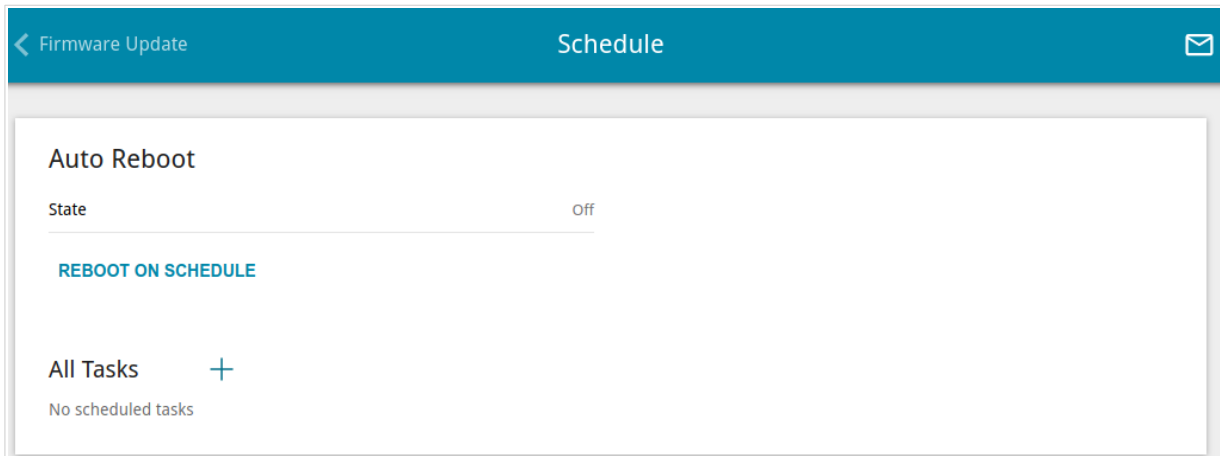 Firmware Update
Schedule
Auto Reboot
State Off
REBOOT ON SCHEDULE
All Tasks
No scheduled tasks